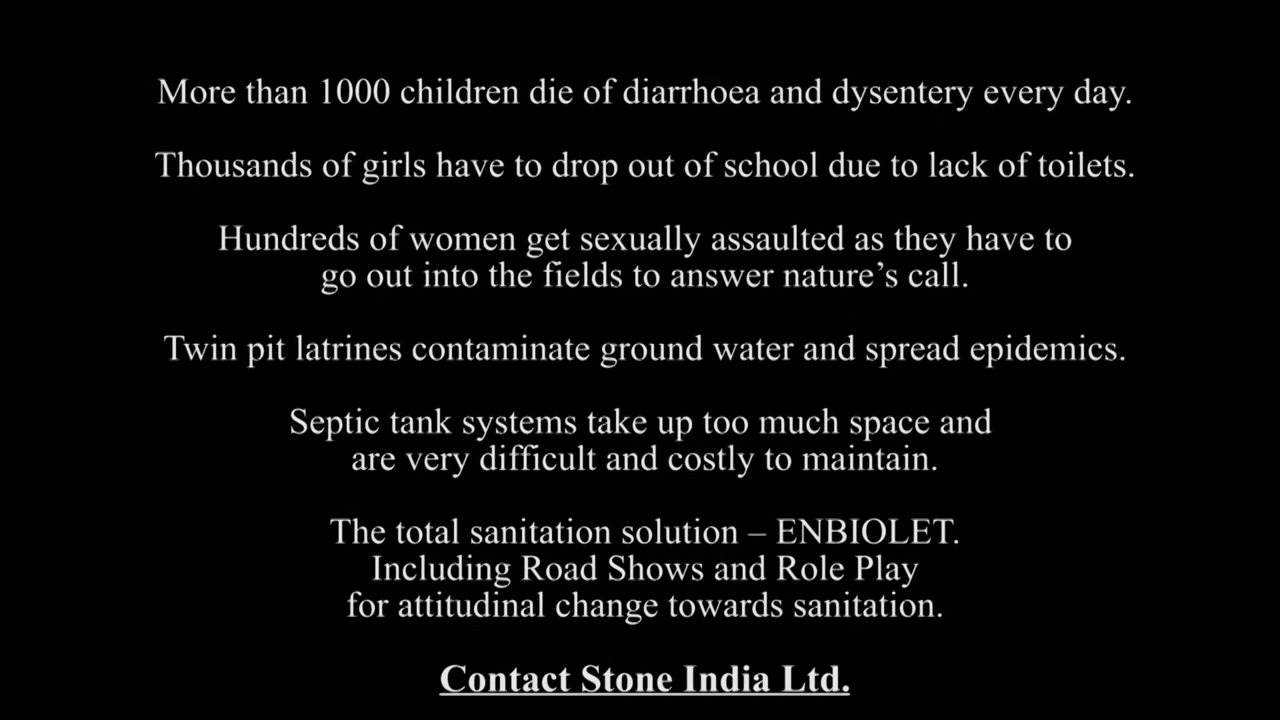 More than 1000 children die of diarrhoea and dysentery every day.
Thousands of girls have to drop out of school due to lack of toilets.
Hundreds of women get sexually assaulted as they have to
go out into the fields to answer nature’s call.
Twin pit latrines contaminate ground water and spread epidemics.
Septic tank systems take up too much space and
are very difficult and costly to maintain.
The total sanitation solution – ENBIOLET.
Including Road Shows and Role Play
for attitudinal change towards sanitation.
Contact Stone India Ltd.